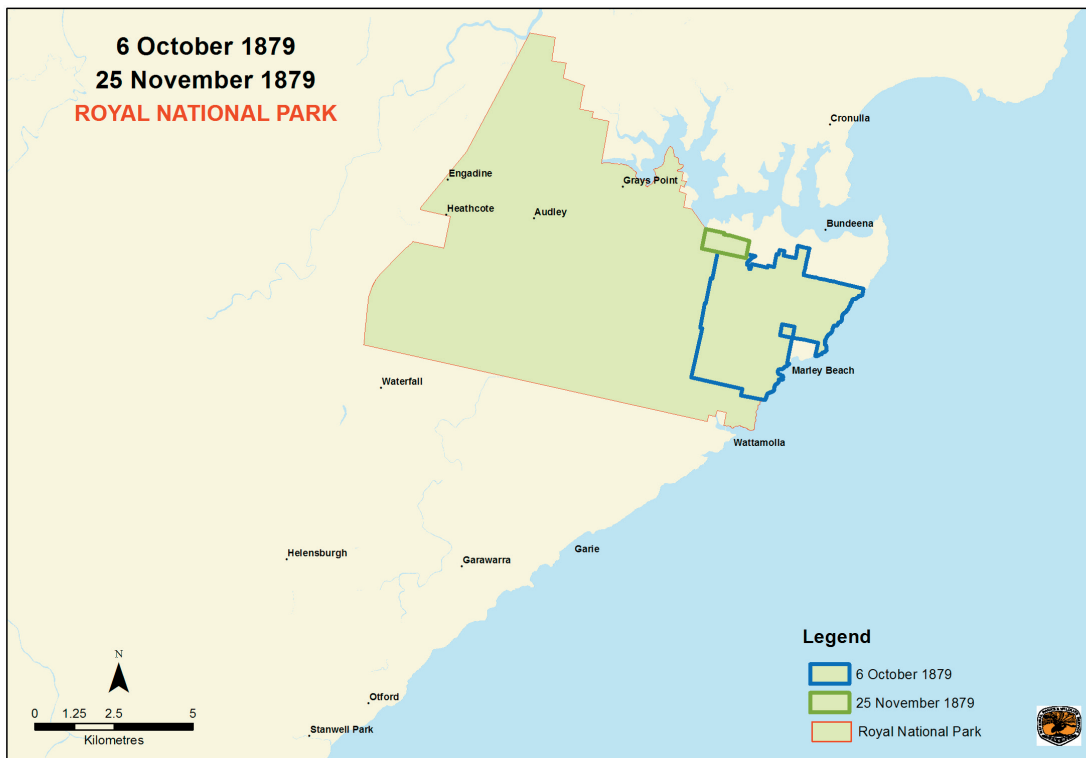 6 October 1879
25 November 1879
ROYAL NATIONAL PARK
Cronulla
Engadine
Grays Point
Heathcote
Audley
Bundeena
Marley Beach
Waterfall
Wattamolla
Helensburgh
Garawarra
Garie
Legend
N
6 October 1879
Otford
25 November 1879
0 1.25 2.5 5
Kilometres
Stanwell Park
Royal National Park